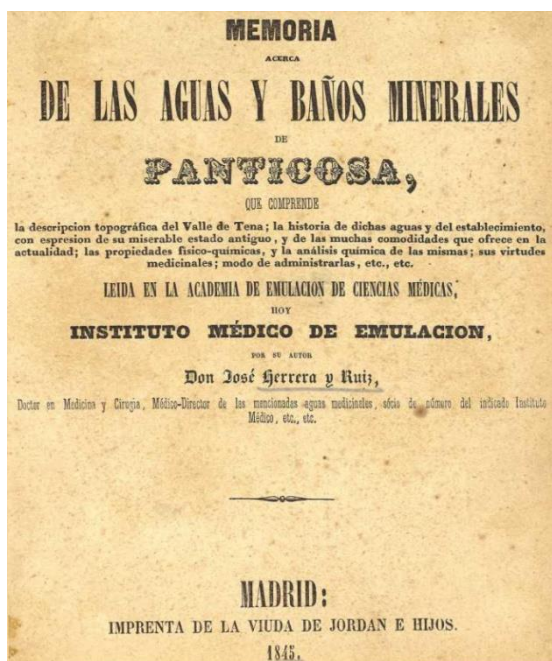 MEMORIA
ACERCA
DE LAS AGUAS Y BAÑOS MINERALES
DE
PANTICOSA,
QUE COMPRENDE
la descripcion topográfica del Valle de Tena; la historia de dichas aguas y del establecimiento,
con espresion de su miserable estado antiguo, y de las muchas comodidades que ofrece en la
actualidad; las propiedades fisico-químicas, y la análisis química de las mismas; sus virtudes
medicinales; modo de administrarlas, etc., etc.
LEIDA EN LA ACADEMIA DE EMULACION DE CIENCIAS MÉDICAS,
HOY
INSTITUTO MÉDICO DE EMULACION,
POR SU AUTOR
Don José Herrera y Ruiz,
Doctor en Medicina y Cirugia, Médico-Director de las mencionadas aguas medicinales, sócio de número del indicado Instituto
Médico, etc., etc.
MADRID:
IMPRENTA DE LA VIUDA DE JORDAN E HIJOS.
1845.